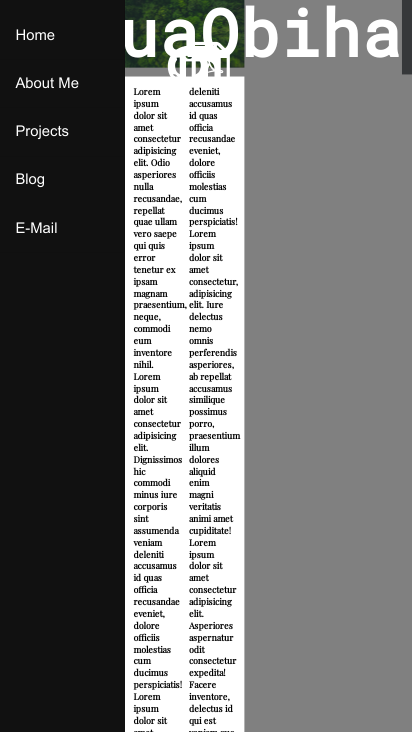 Home
About Me
Projects
Blog
E-Mail
uaObiha
Lorem
ipsum
dolor sit
amet
consectetur
adipisicing
elit. Odio
asperiores
nulla
recusandae,
repellat
quae ullam
vero saepe
qui quis
error
tenetur ex
ipsam
magnam
praesentium,
neque,
commodi
eum
inventore
nihil.
Lorem
ipsum
dolor sit
amet
consectetur
adipisicing
elit.
Dignissimos
hic
commodi
minus iure
corporis
sint
assumenda
veniam
deleniti
accusamus
id quas
officia
recusandae
eveniet,
dolore
officiis
molestias
cum
ducimus
perspiciatis!
Lorem
ipsum
dolor sit
amet
deleniti
accusamus
id quas
officia
recusandae
eveniet,
dolore
officiis
molestias
cum
ducimus
perspiciatis!
Lorem
ipsum
dolor sit
amet
consectetur,
adipisicing
elit. Iure
delectus
nemo
omnis
perferendis
asperiores,
ab repellat
accusamus
similique
possimus
porro,
praesentium
illum
dolores
aliquid
enim
magni
veritatis
animi amet
cupiditate!
Lorem
ipsum
dolor sit
amet
consectetur
adipisicing
elit.
Asperiores
aspernatur
odit
consectetur
expedita!
Facere
inventore,
delectus id
qui est